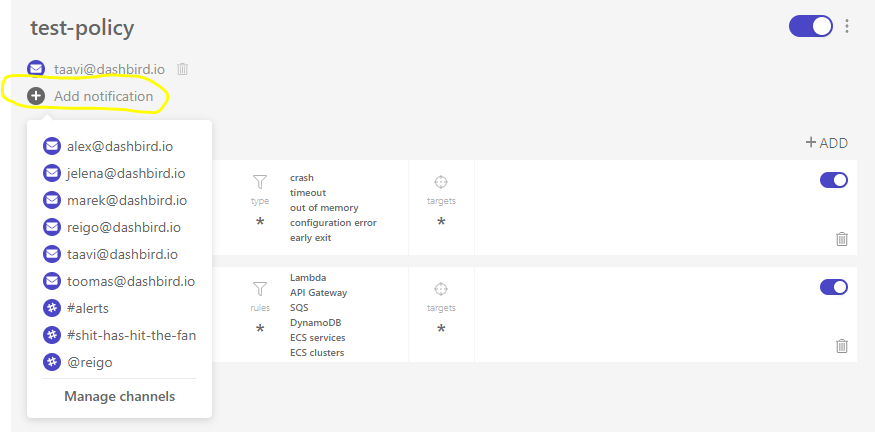 test-policy
taavi@dashbird.io
Add notification
alex@dashbird.io
jelena@dashbird.io
marek@dashbird.io
reigo@dashbird.io
taavi@dashbird.io
toomas@dashbird.io
#alerts
#shit-has-hit-the-fan
@reigo
Manage channels
+ ADD
type
*
crash
timeout
out of memory
configuration error
early exit
targets
*
rules
*
Lambda
API Gateway
SQS
DynamoDB
ECS services
ECS clusters
targets
*